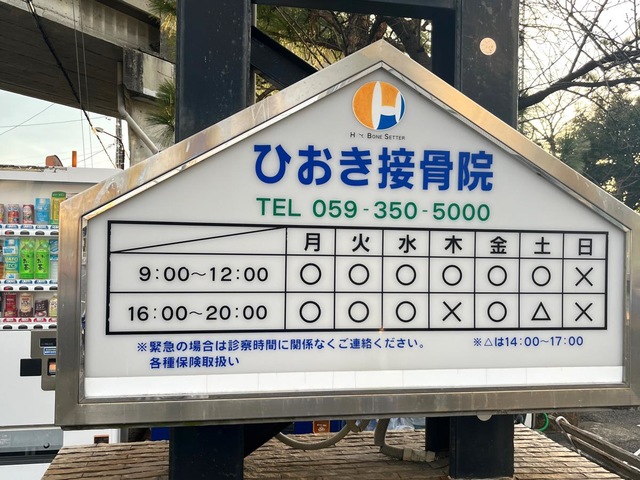 ひおき接骨院
TEL 059-350-5000
月 火 水 木 金 土 日
9:00〜12:00 ○ ○ ○ ○ ○ ○ ×
16:00〜20:00 ○ ○ ○ × ○ △ ×
※緊急の場合は診察時間に関係なくご連絡ください。 ※△は14:00〜17:00
各種保険取扱い